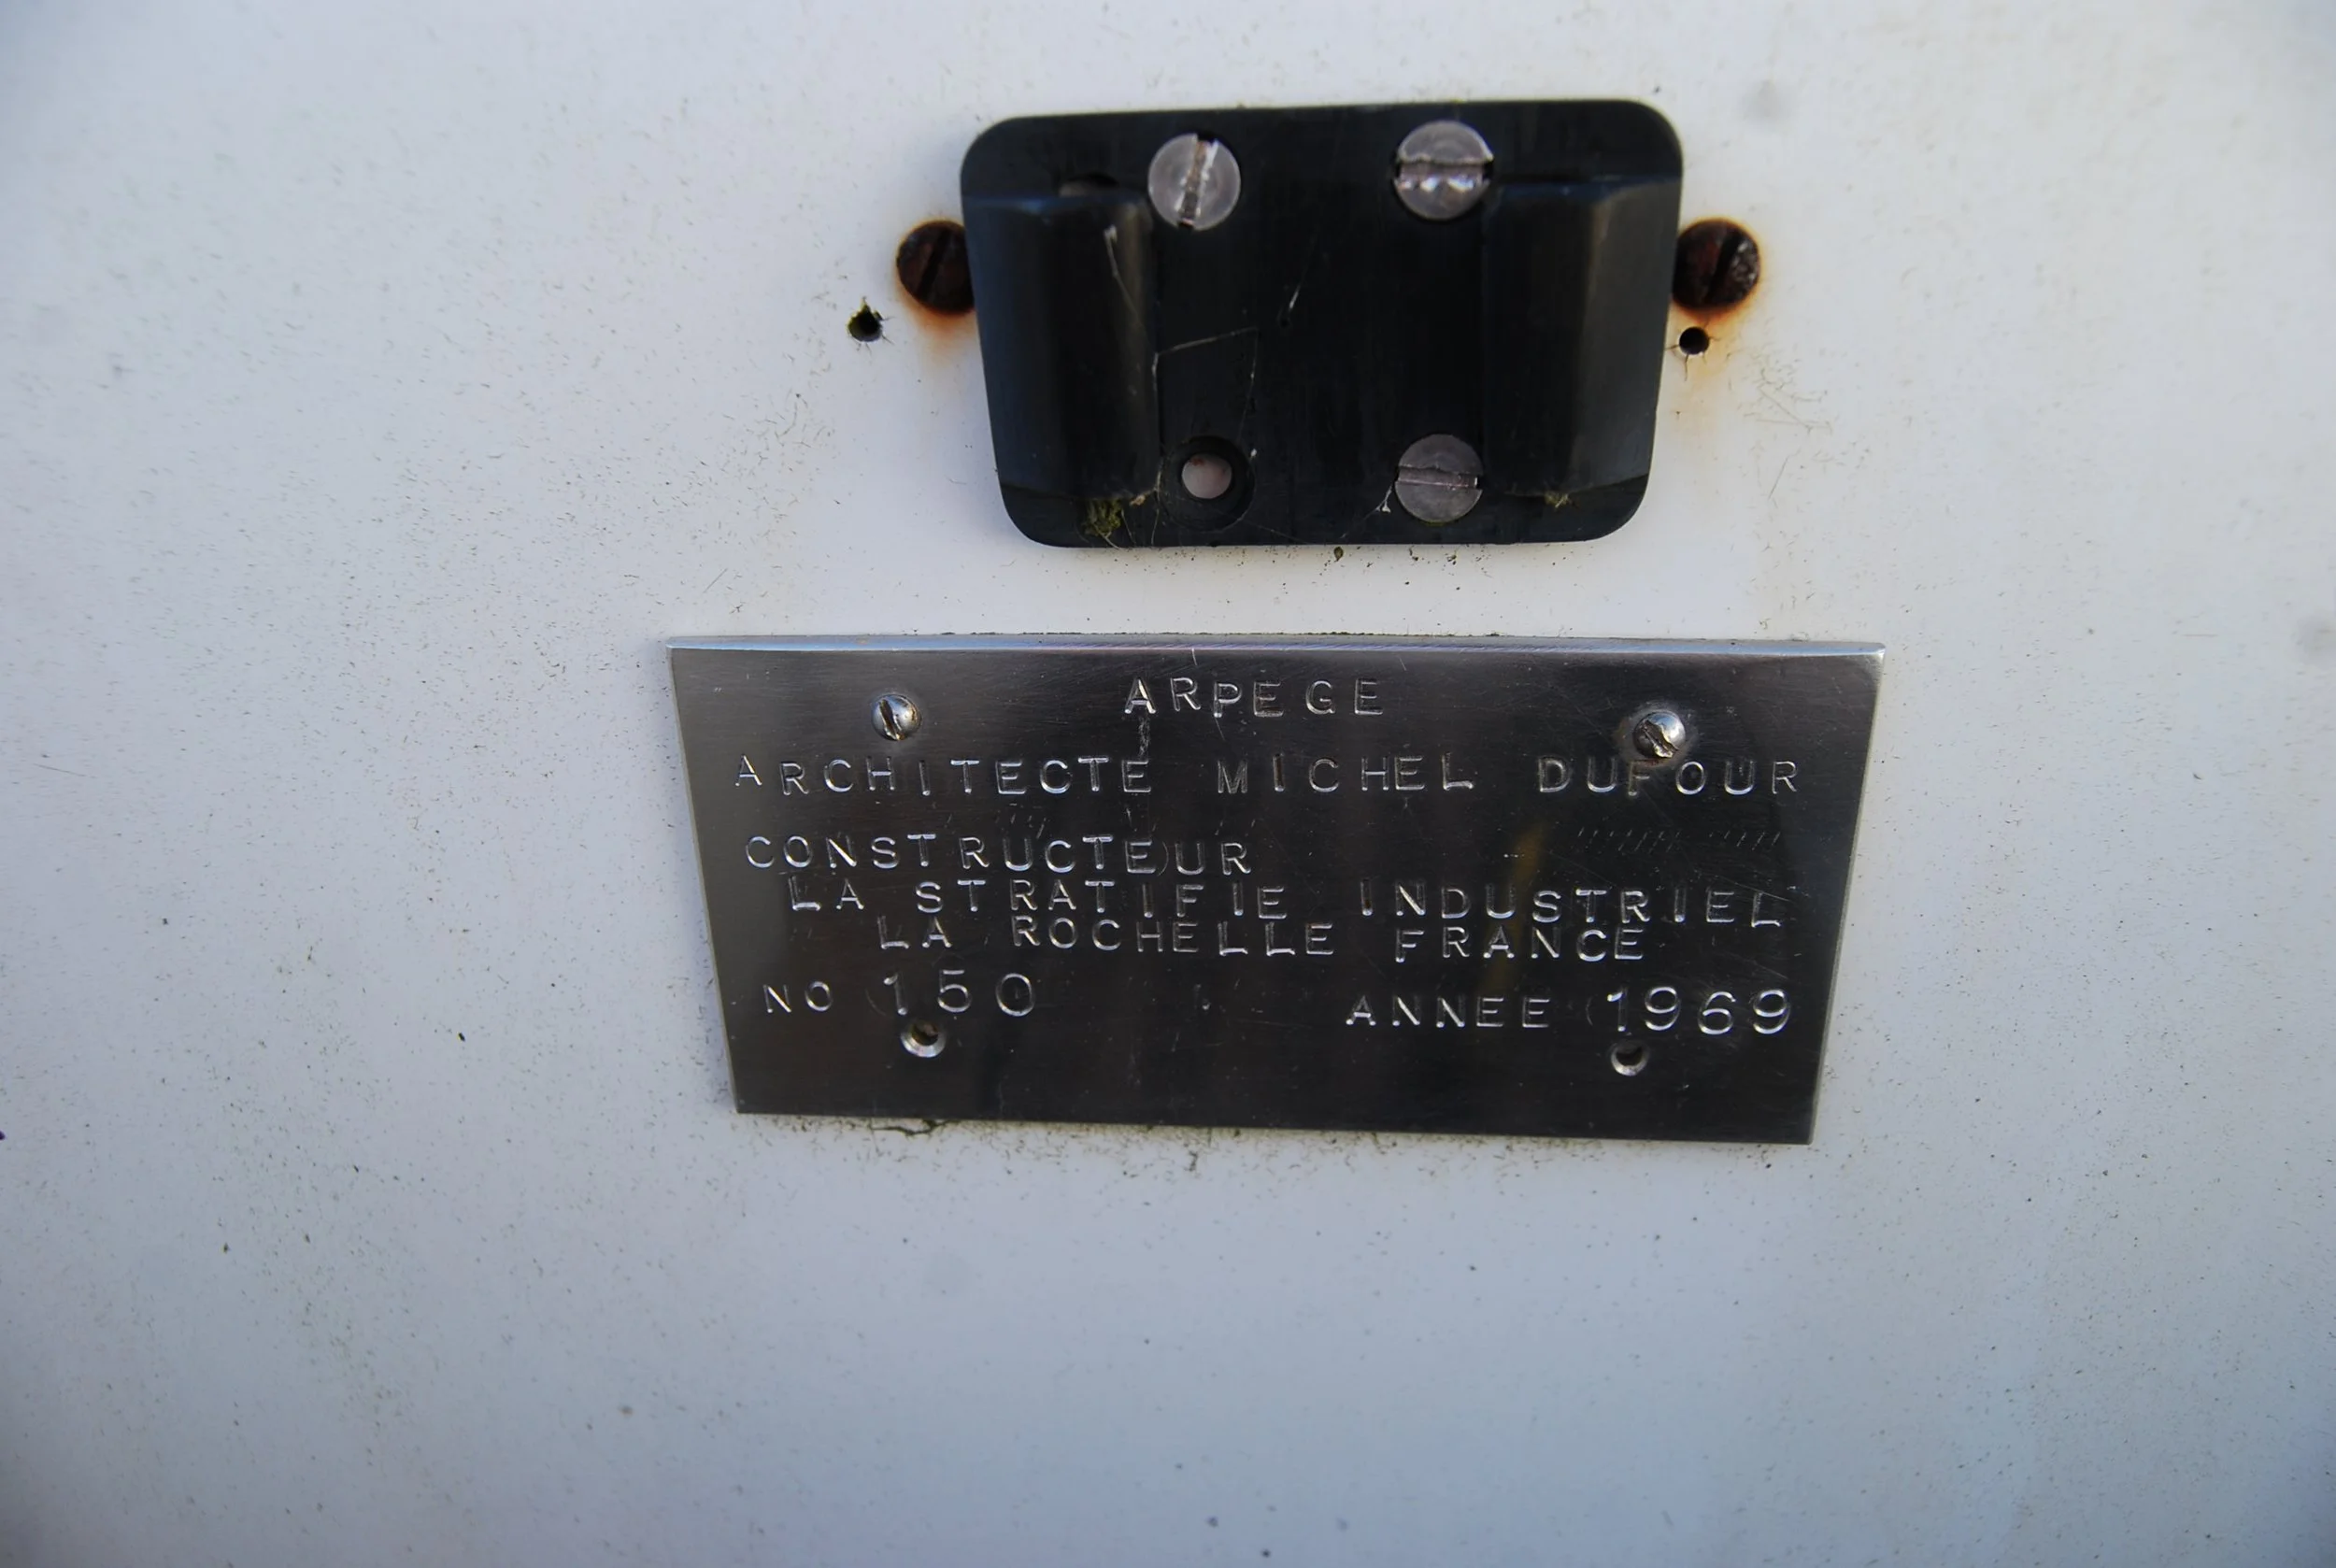 ARPEGE
ARCHITECTE MICHEL DUFOUR
CONSTRUCTEUR
LA STRATIFIE INDUSTRIEL
LA ROCHELLE FRANCE
NO 150 ANNEE 1969